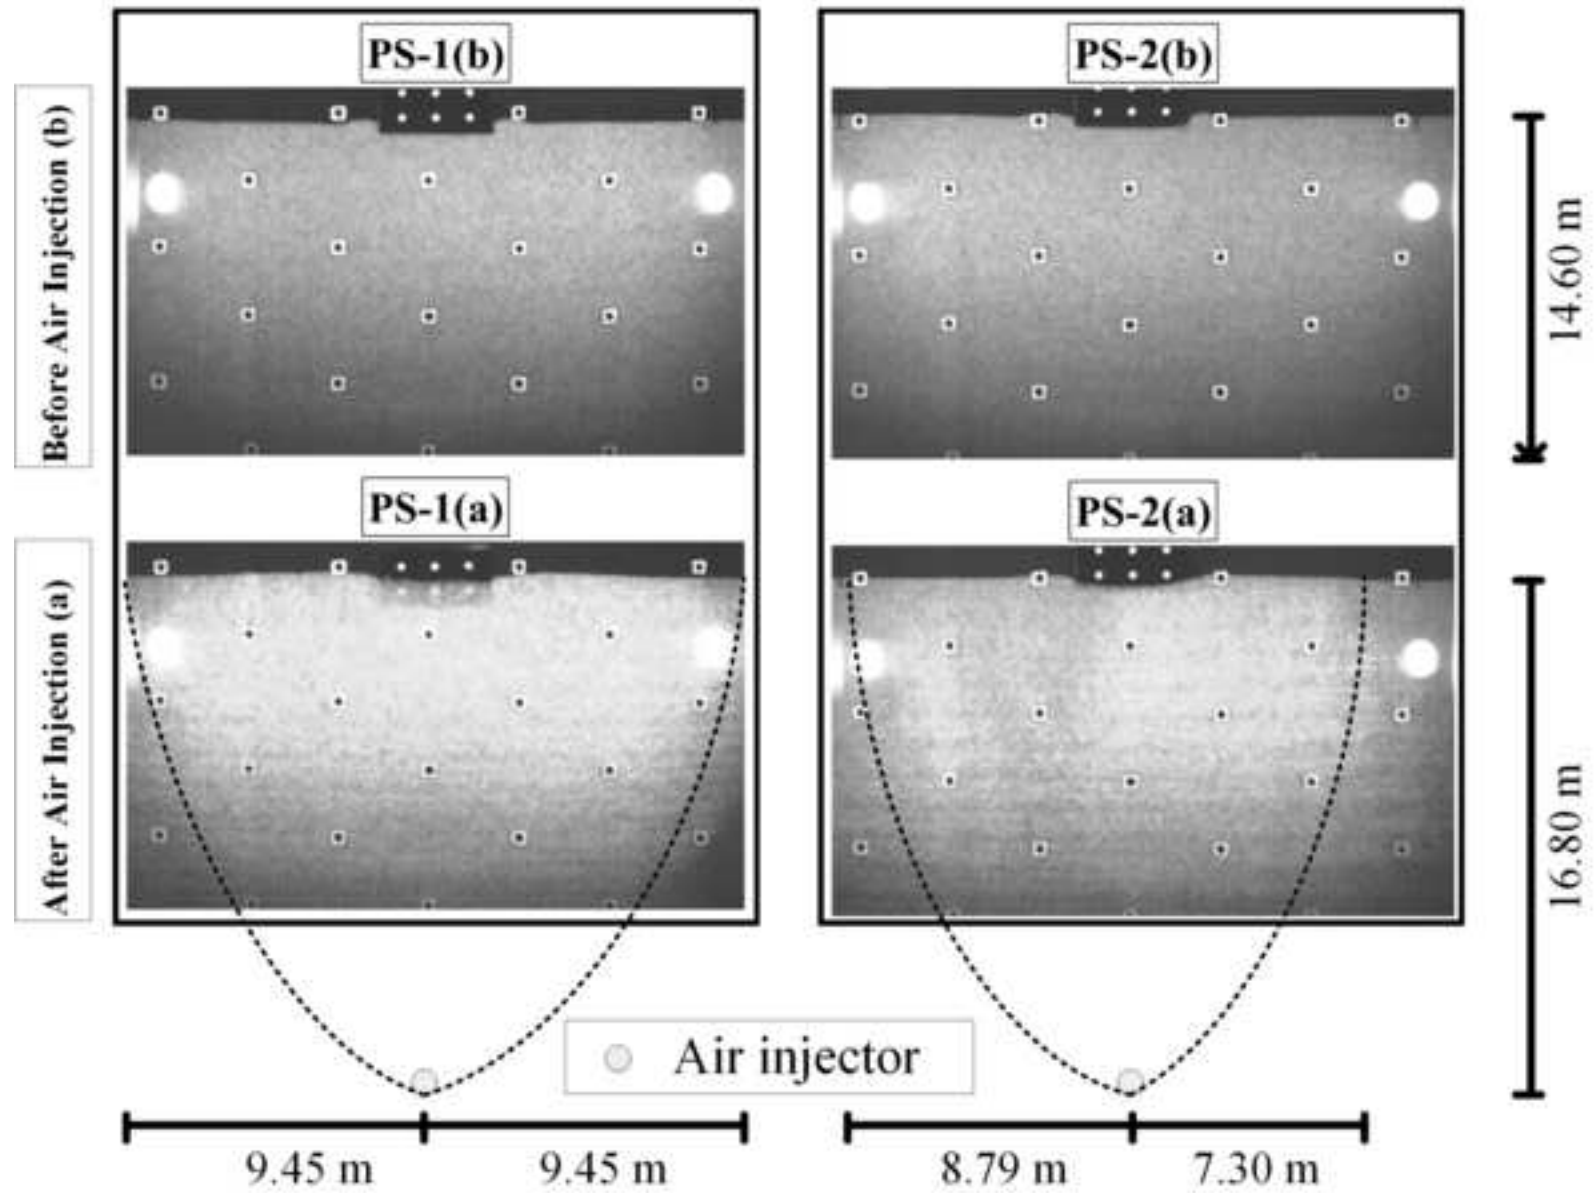 PS-1(b)
PS-2(b)
Before Air Injection (b)
14.60 m
PS-1(a)
PS-2(a)
After Air Injection (a)
16.80 m
Air injector
9.45 m
9.45 m
8.79 m
7.30 m